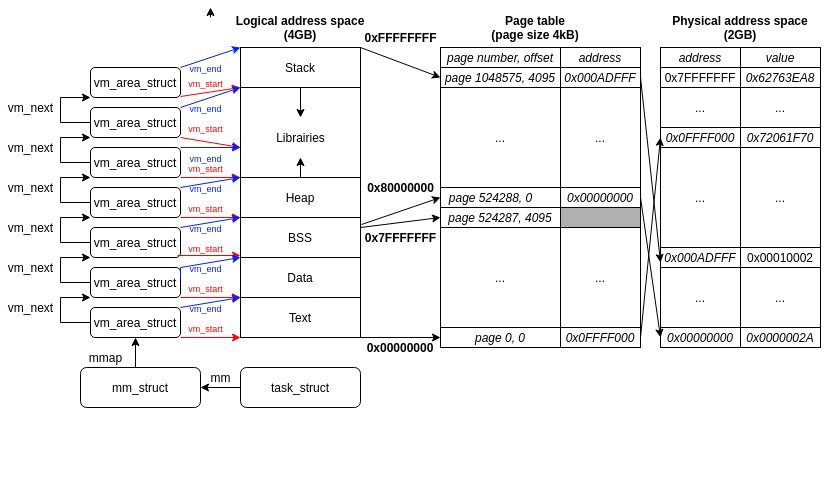 Logical address space
(4GB)
Page table
(page size 4kB)
Physical address space
(2GB)
0xFFFFFFFF
page number, offset
address
address
value
vm_end
Stack
page 1048575, 4095
0x000ADFFF
0x7FFFFFFF
0x62763EA8
vm_area_struct
vm_start
vm_next
vm_end
...
...
vm_area_struct
vm_start
Librairies
...
...
0x0FFFF000
0x72061F70
vm_next
vm_area_struct
vm_end
vm_start
vm_next
vm_end
0x80000000
vm_area_struct
Heap
page 524288, 0
0x00000000
...
...
vm_start
page 524287, 4095
vm_next
vm_end
0x7FFFFFFF
vm_area_struct
BSS
vm_start
0x000ADFFF
0x00010002
vm_next
vm_end
vm_area_struct
Data
...
...
vm_start
...
...
vm_next
vm_end
vm_area_struct
Text
vm_start
page 0, 0
0x0FFFF000
0x00000000
0x0000002A
0x00000000
mmap
mm_struct
mm
task_struct